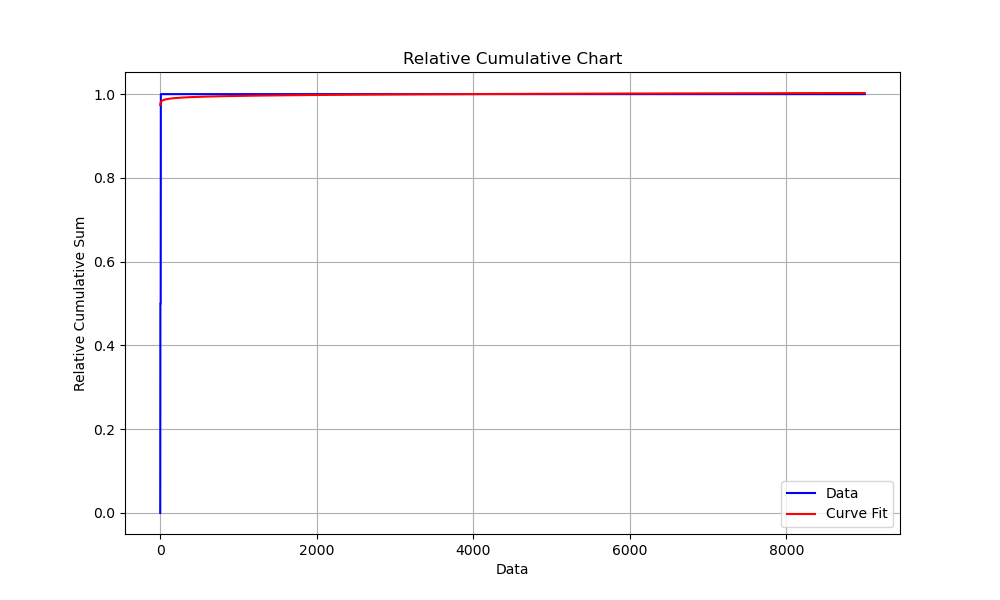 Relative Cumulative Chart
Relative Cumulative Sum
1.0
0.8
0.6
0.4
0.2
0.0
0 2000 4000 6000 8000
Data
Data
Curve Fit